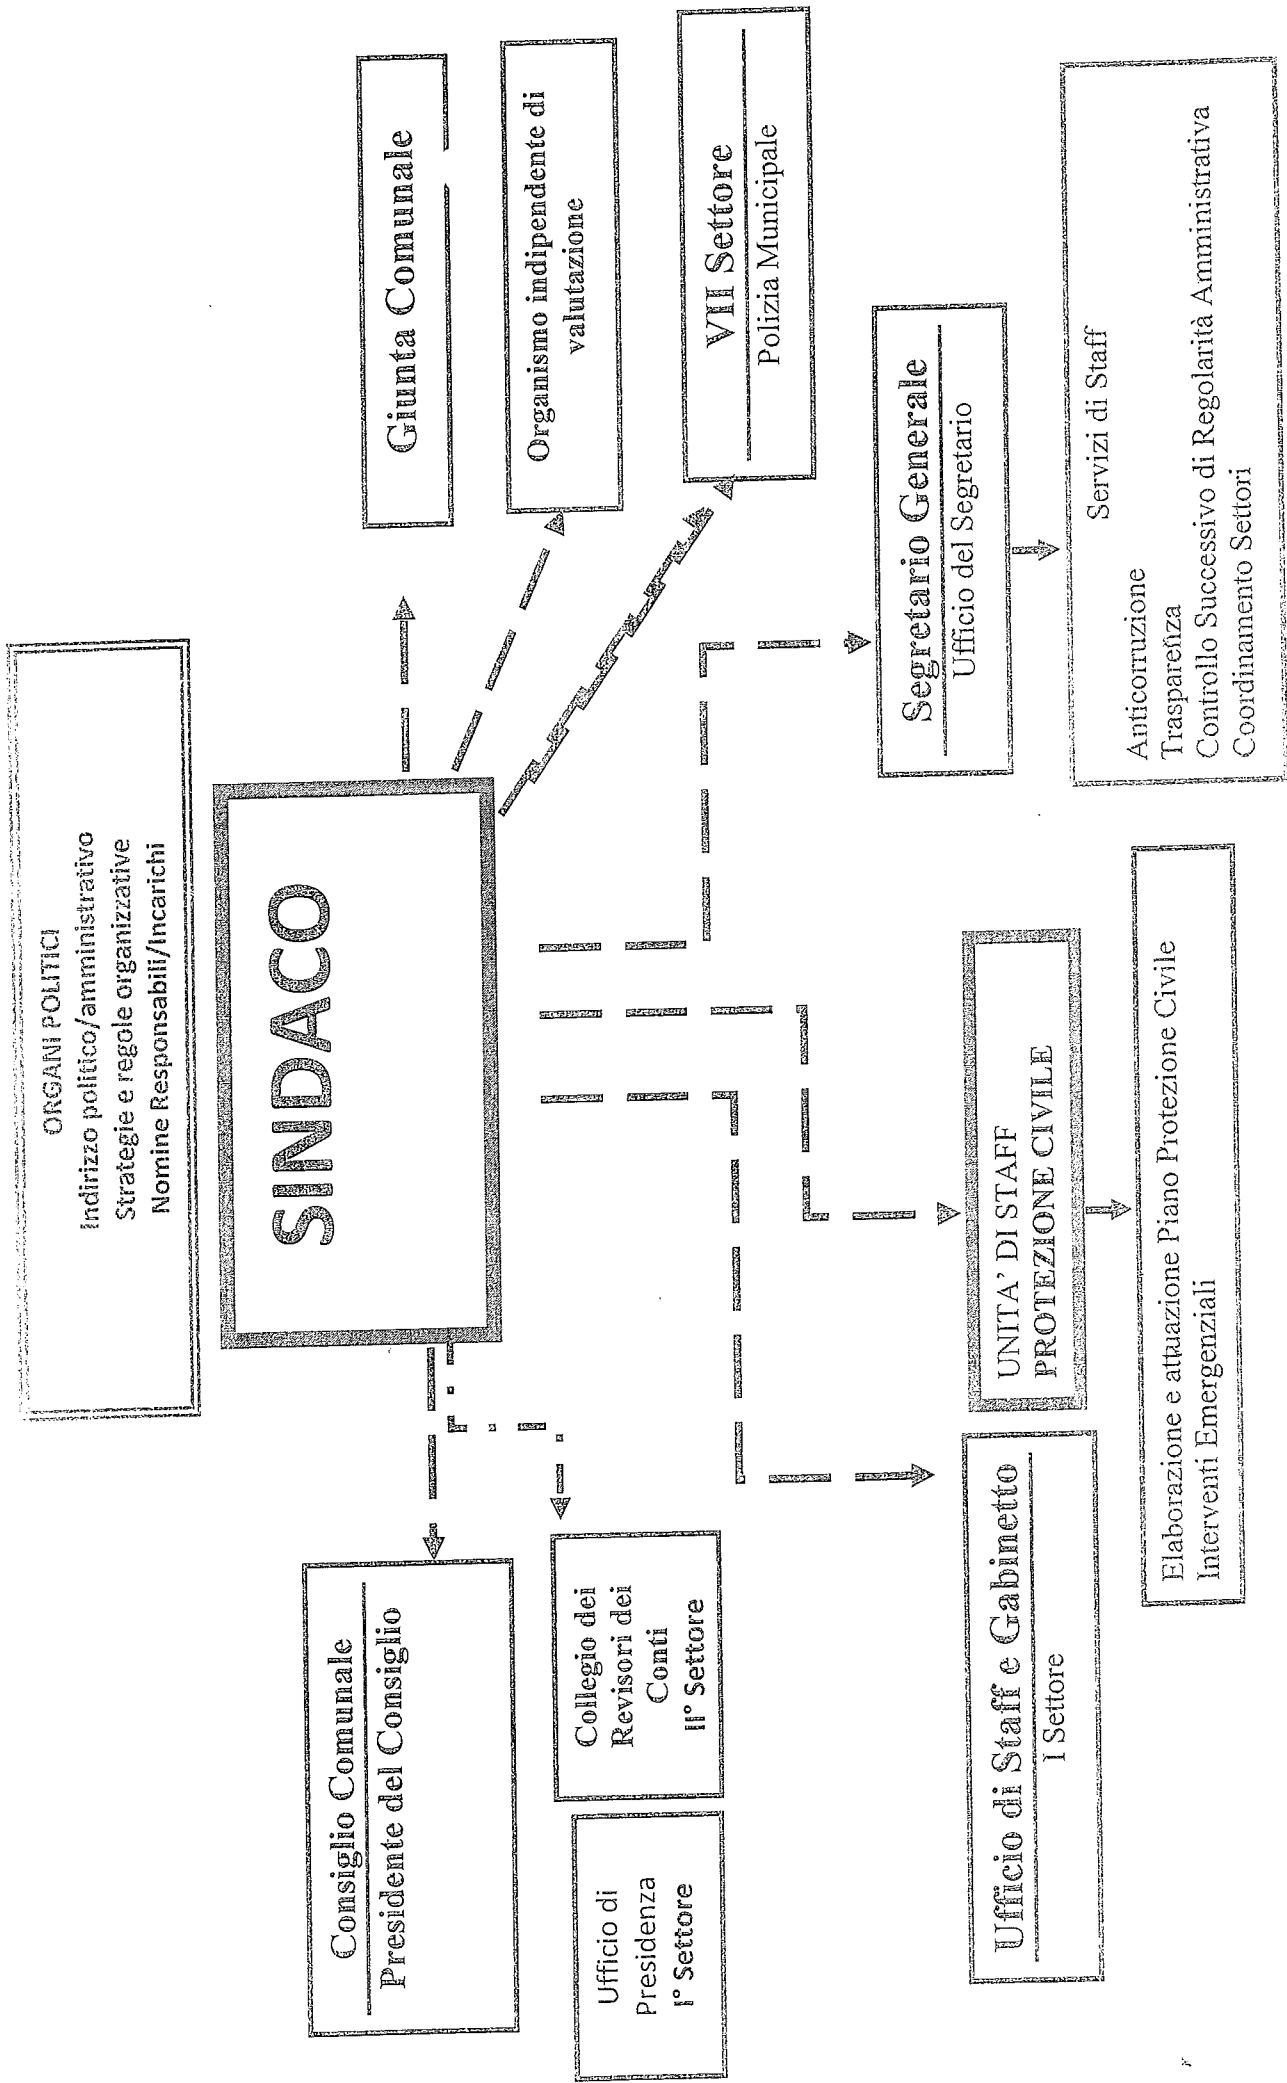 ORGANI POLITICI
Indirizzo politico/amministrativo
Strategie e regole organizzative
Nomine Responsabili/Incarichi
SINDACO
Consiglio Comunale
Presidente del Consiglio
Giunta Comunale
Organismo indipendente di
valutazione
Collegio dei
Revisori dei
Conti
II° Settore
Ufficio di
Presidenza
I° Settore
VII Settore
Polizia Municipale
Segretario Generale
Ufficio del Segretario
Ufficio di Staff e Gabinetto
I Settore
UNITA' DI STAFF
PROTEZIONE CIVILE
Servizi di Staff
Anticorruzione
Trasparenza
Controllo Successivo di Regolarità Amministrativa
Coordinamento Settori
Elaborazione e attuazione Piano Protezione Civile
Interventi Emergenziali